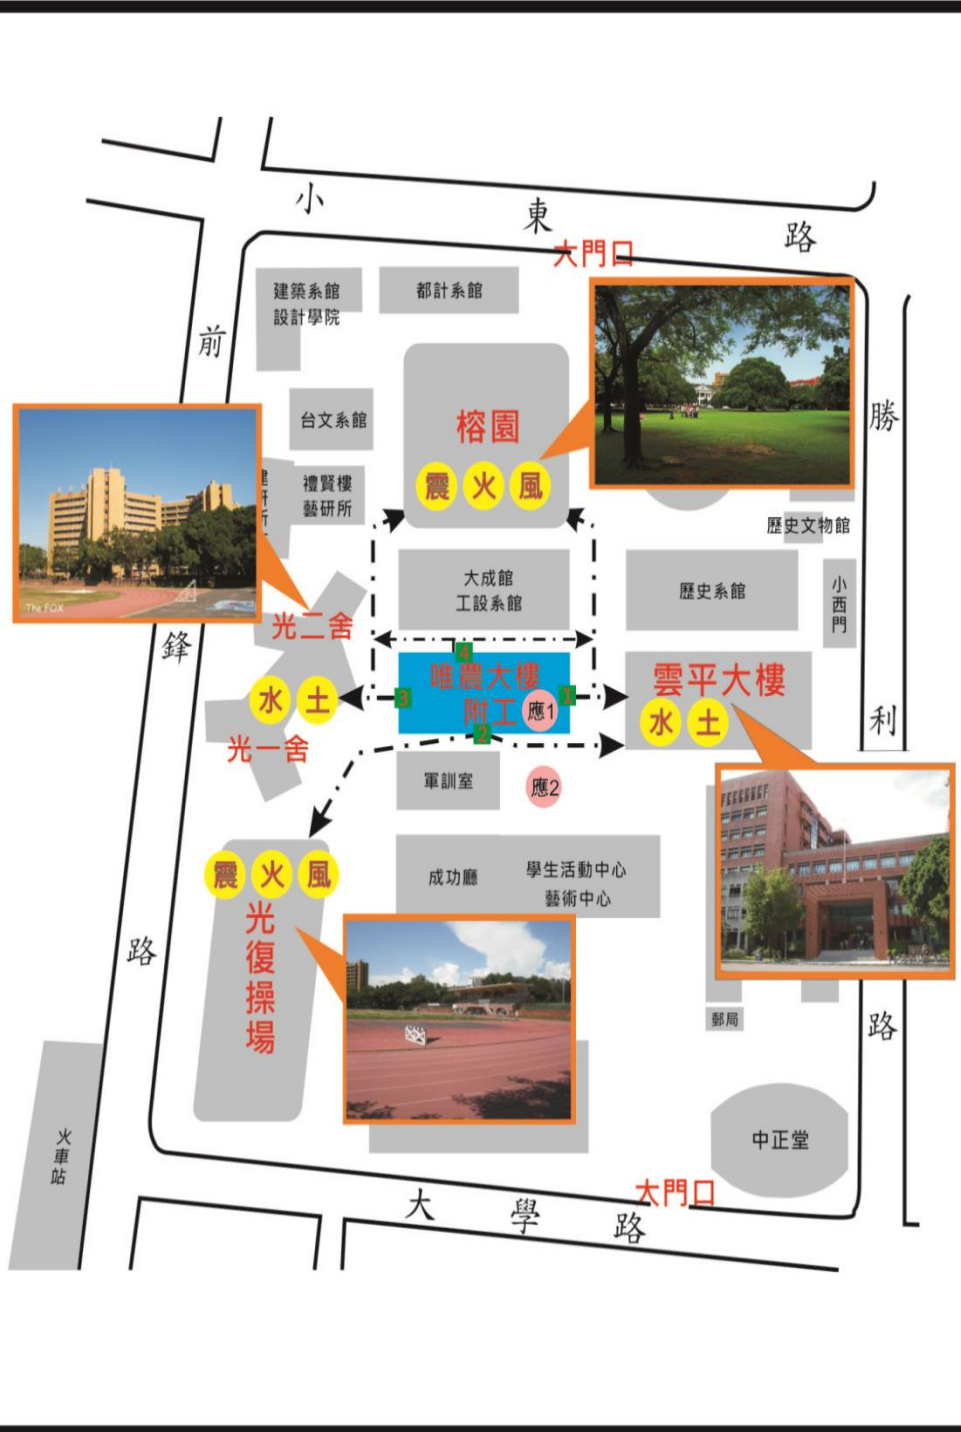 小東路
大門口
建築系館
設計學院
都計系館
前鋒路
台文系館
榕園
震 火 風
禮賢樓
藝研所
勝利路
歷史文物館
大成館
工設系館
歷史系館
小西門
The FOX
光二舍
水 土
光一舍
4
唯農大樓
附工
應1
3
1
2
雲平大樓
水 土
軍訓室
應2
成功廳
學生活動中心
藝術中心
震 火 風
光復操場
郵局
火車站
中正堂
大門口
大學路